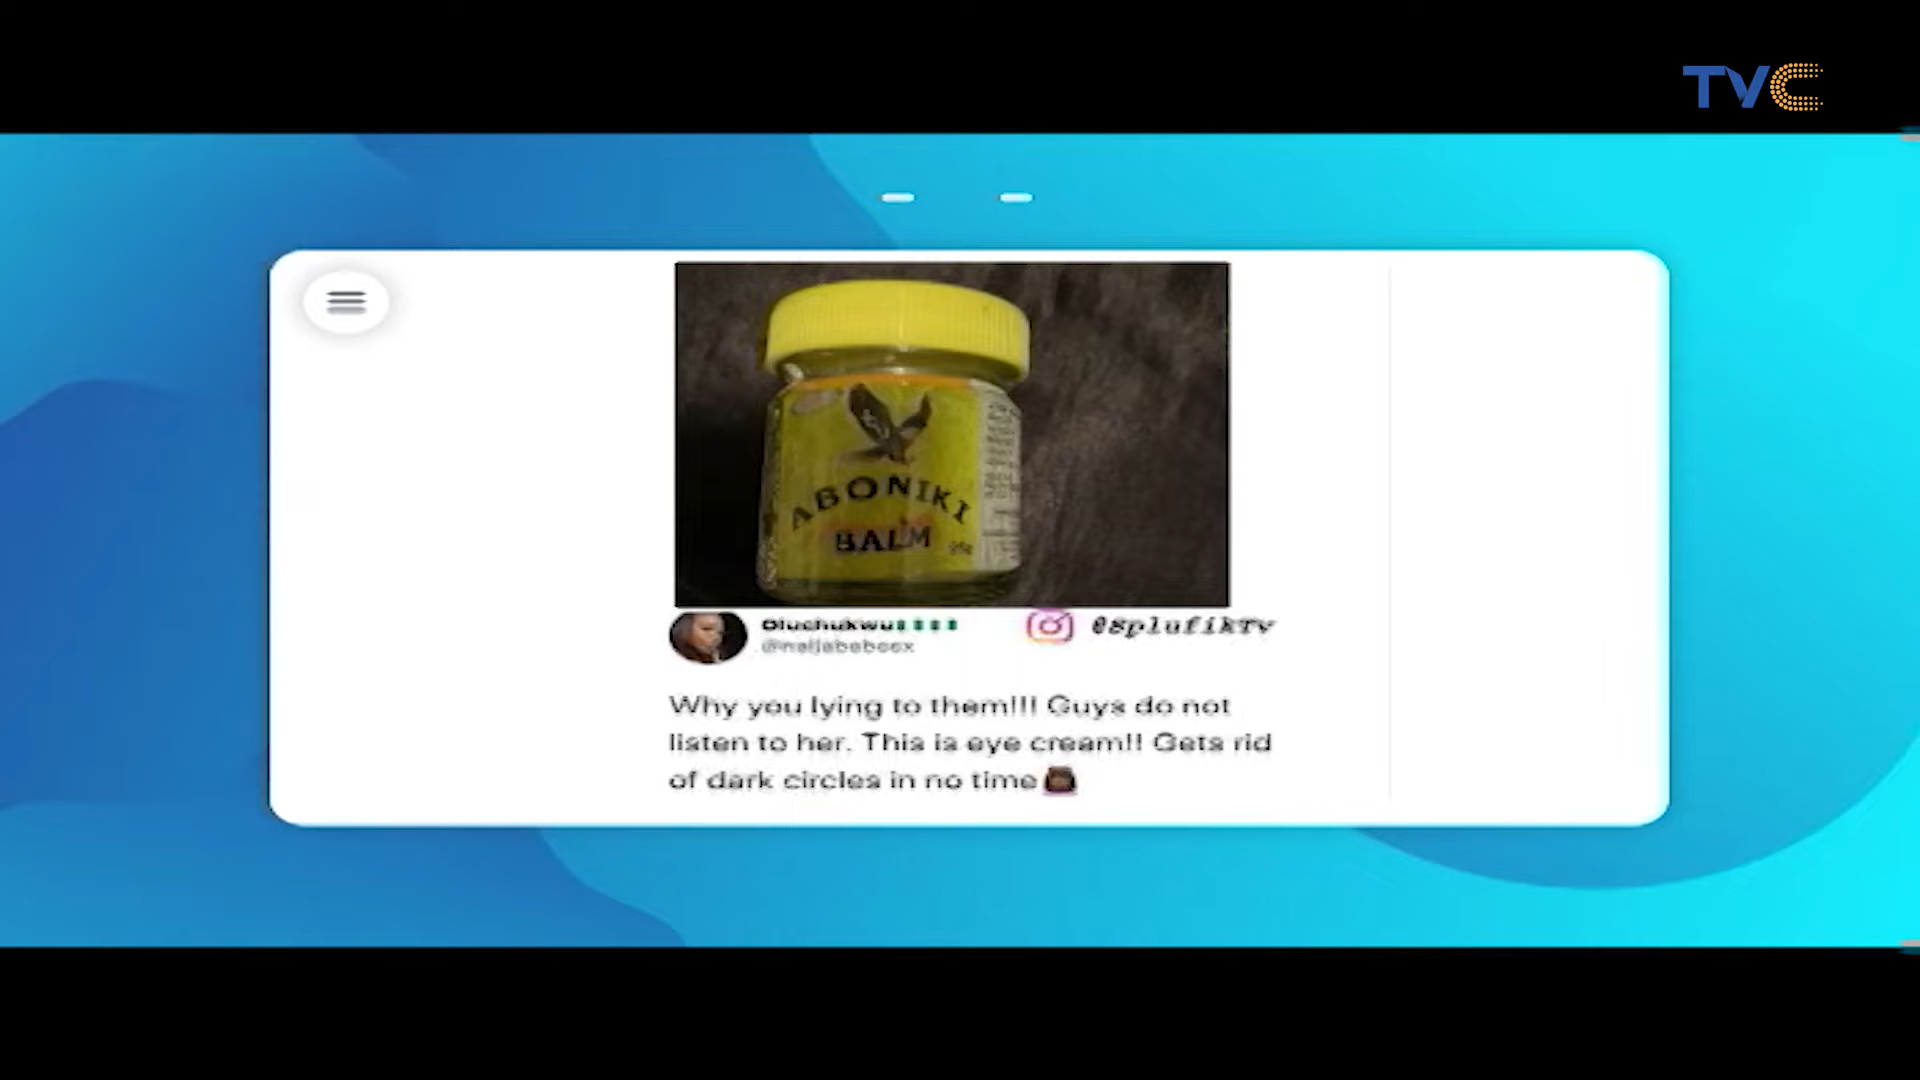 TVC
ABONIKI
BALM
Oluchukwu
@naijabebeex
@SplufikTv
Why you lying to them!!! Guys do not
listen to her. This is eye cream!! Gets rid
of dark circles in no time